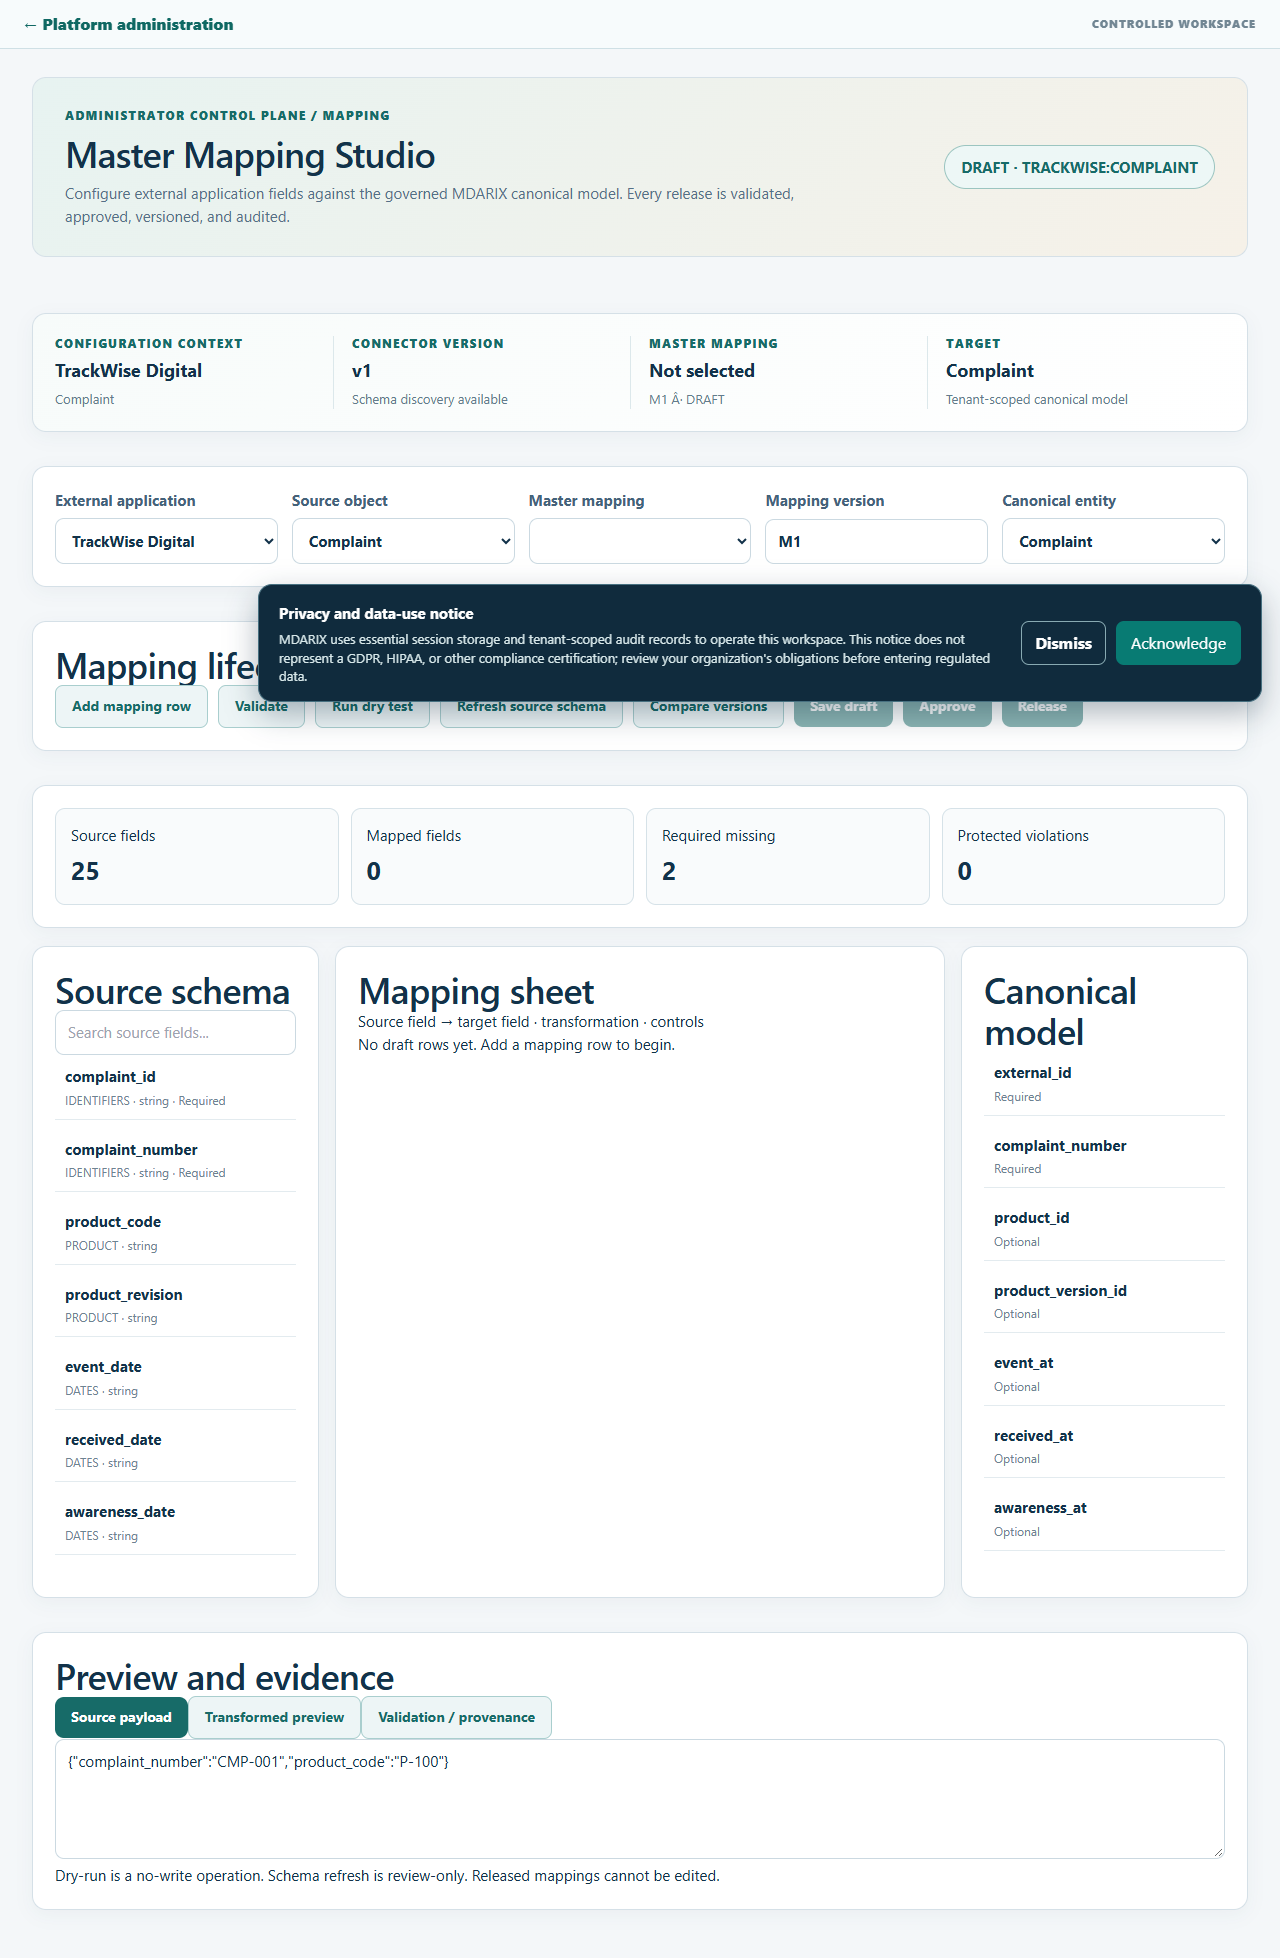 ← Platform administration
CONTROLLED WORKSPACE
ADMINISTRATOR CONTROL PLANE / MAPPING
Master Mapping Studio
Configure external application fields against the governed MDARIX canonical model. Every release is validated,
approved, versioned, and audited.
DRAFT · TRACKWISE:COMPLAINT
CONFIGURATION CONTEXT
TrackWise Digital
Complaint
CONNECTOR VERSION
v1
Schema discovery available
MASTER MAPPING
Not selected
M1 Â· DRAFT
TARGET
Complaint
Tenant-scoped canonical model
External application
TrackWise Digital
Source object
Complaint
Master mapping
Mapping version
M1
Canonical entity
Complaint
Privacy and data-use notice
MDARIX uses essential session storage and tenant-scoped audit records to operate this workspace. This notice does not
represent a GDPR, HIPAA, or other compliance certification; review your organization's obligations before entering regulated
data.
Dismiss
Acknowledge
Mapping life
Add mapping row
Validate
Run dry test
Refresh source schema
Compare versions
Save draft
Approve
Release
Source fields
25
Mapped fields
0
Required missing
2
Protected violations
0
Source schema
Search source fields...
complaint_id
IDENTIFIERS · string · Required
complaint_number
IDENTIFIERS · string · Required
product_code
PRODUCT · string
product_revision
PRODUCT · string
event_date
DATES · string
received_date
DATES · string
awareness_date
DATES · string
Mapping sheet
Source field → target field · transformation · controls
No draft rows yet. Add a mapping row to begin.
Canonical
model
external_id
Required
complaint_number
Required
product_id
Optional
product_version_id
Optional
event_at
Optional
received_at
Optional
awareness_at
Optional
Preview and evidence
Source payload
Transformed preview
Validation / provenance
{"complaint_number":"CMP-001","product_code":"P-100"}
Dry-run is a no-write operation. Schema refresh is review-only. Released mappings cannot be edited.